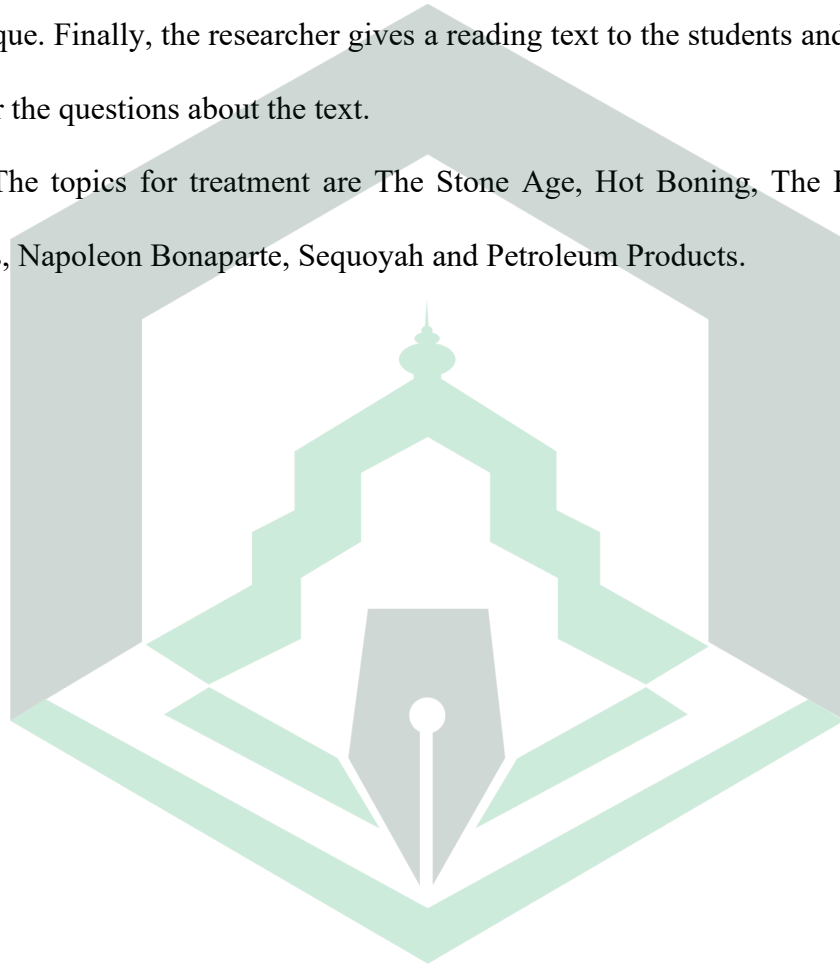 que. Finally, the researcher gives a reading text to the students and
the questions about the text.
The topics for treatment are The Stone Age, Hot Boning, The
, Napoleon Bonaparte, Sequoyah and Petroleum Products.